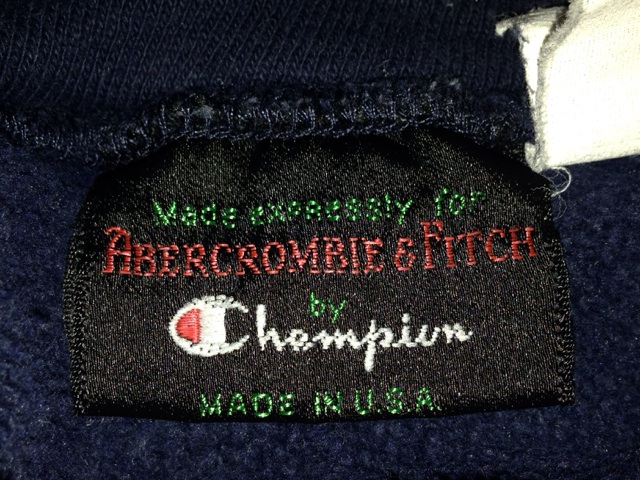 Made expressly for
ABERCROMBIE & FITCH
by
Champion
MADE IN U.S.A.